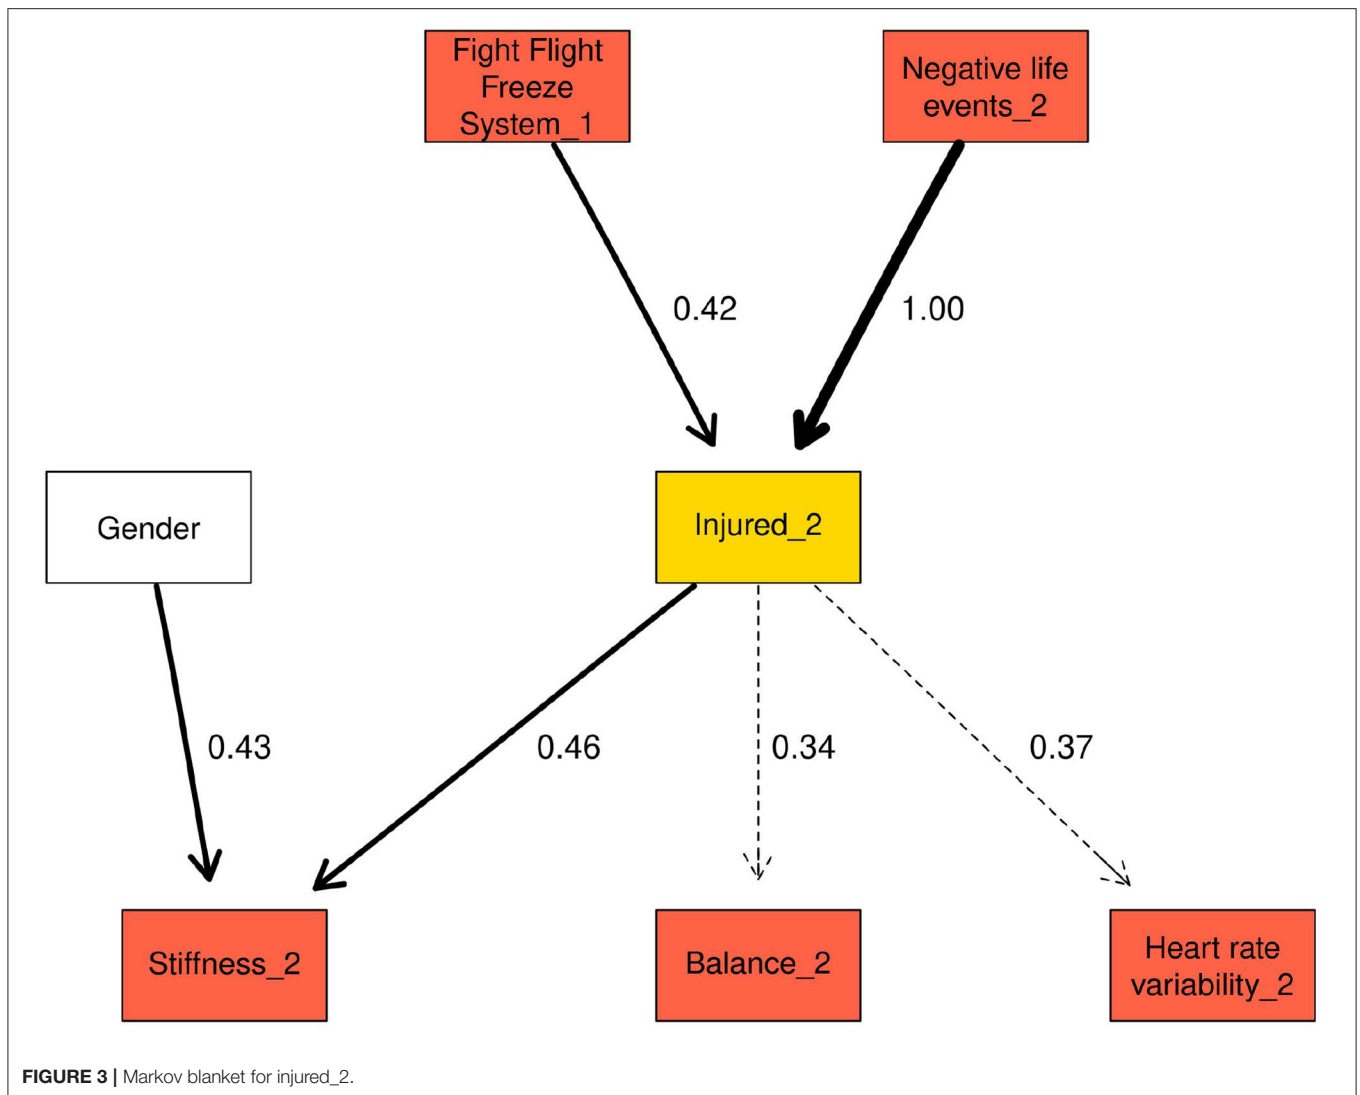 Fight Flight
Freeze
System_1
Negative life
events_2
0.42
1.00
Gender
Injured_2
0.43
0.46
0.34
0.37
Stiffness_2
Balance_2
Heart rate
variability_2
FIGURE 3 | Markov blanket for injured_2.